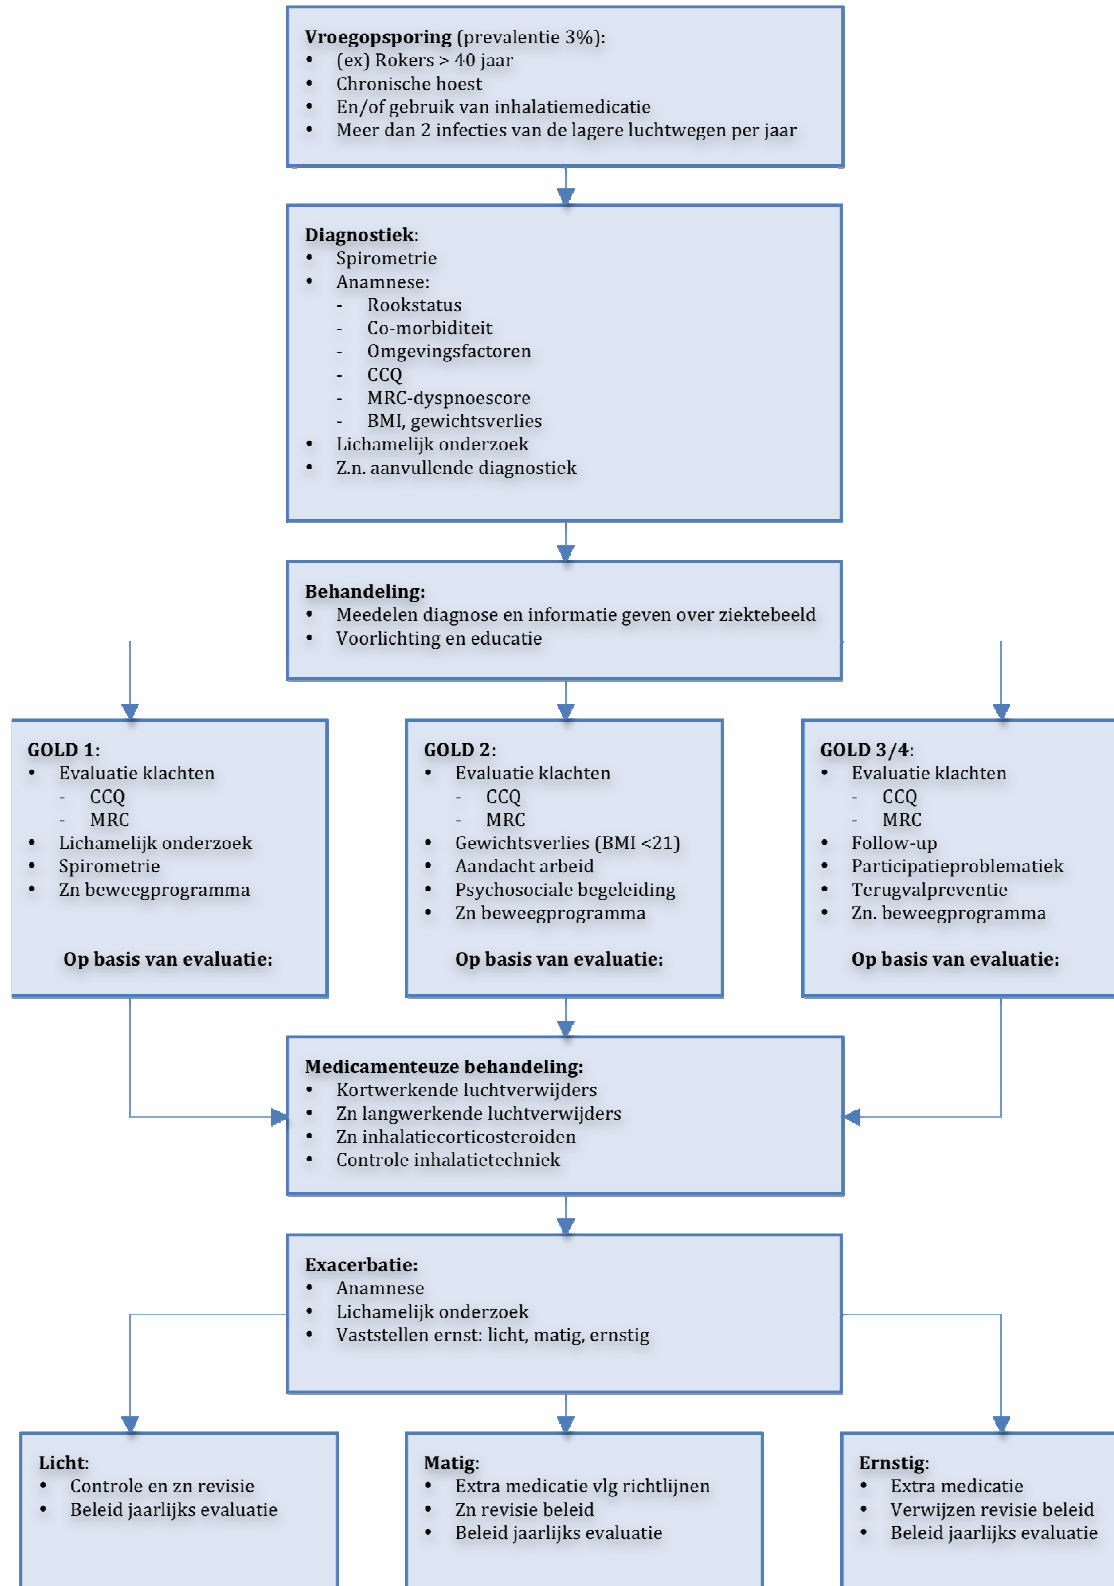 Vroegopsporing (prevalentie 3%):
• (ex) Rokers > 40 jaar
• Chronische hoest
• En/of gebruik van inhalatiemedicatie
• Meer dan 2 infecties van de lagere luchtwegen per jaar
Diagnostiek:
• Spirometrie
• Anamnese:
- Rookstatus
- Co-morbiditeit
- Omgevingsfactoren
- CCQ
- MRC-dyspnoescore
- BMI, gewichtsverlies
• Lichamelijk onderzoek
• Z.n. aanvullende diagnostiek
Behandeling:
• Meedelen diagnose en informatie geven over ziektebeeld
• Voorlichting en educatie
GOLD 1:
• Evaluatie klachten
- CCQ
- MRC
• Lichamelijk onderzoek
• Spirometrie
• Zn beweegprogramma
Op basis van evaluatie:
GOLD 2:
• Evaluatie klachten
- CCQ
- MRC
• Gewichtsverlies (BMI <21)
• Aandacht arbeid
• Psychosociale begeleiding
• Zn beweegprogramma
Op basis van evaluatie:
GOLD 3/4:
• Evaluatie klachten
- CCQ
- MRC
• Follow-up
• Participatieproblematiek
• Terugvalpreventie
• Zn. beweegprogramma
Op basis van evaluatie:
Medicamenteuze behandeling:
• Kortwerkende luchtverwijders
• Zn langwerkende luchtverwijders
• Zn inhalatiecorticosteroiden
• Controle inhalatietechniek
Exacerbatie:
• Anamnese
• Lichamelijk onderzoek
• Vaststellen ernst: licht, matig, ernstig
Licht:
• Controle en zn revisie
• Beleid jaarlijks evaluatie
Matig:
• Extra medicatie vlg richtlijnen
• Zn revisie beleid
• Beleid jaarlijks evaluatie
Ernstig:
• Extra medicatie
• Verwijzen revisie beleid
• Beleid jaarlijks evaluatie